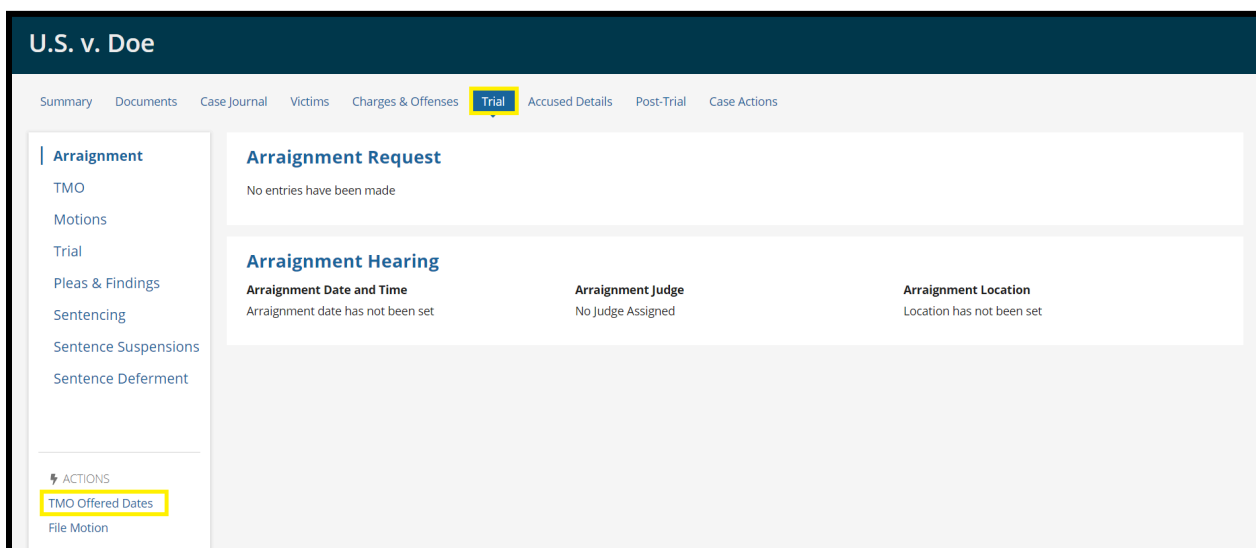 U.S. v. Doe
Summary Documents Case Journal Victims Charges & Offenses Trial Accused Details Post-Trial Case Actions
Arraignment
TMO
Motions
Trial
Pleas & Findings
Sentencing
Sentence Suspensions
Sentence Deferment
ACTIONS
TMO Offered Dates
File Motion
Arraignment Request
No entries have been made
Arraignment Hearing
Arraignment Date and Time Arraignment Judge Arraignment Location
Arraignment date has not been set No Judge Assigned Location has not been set